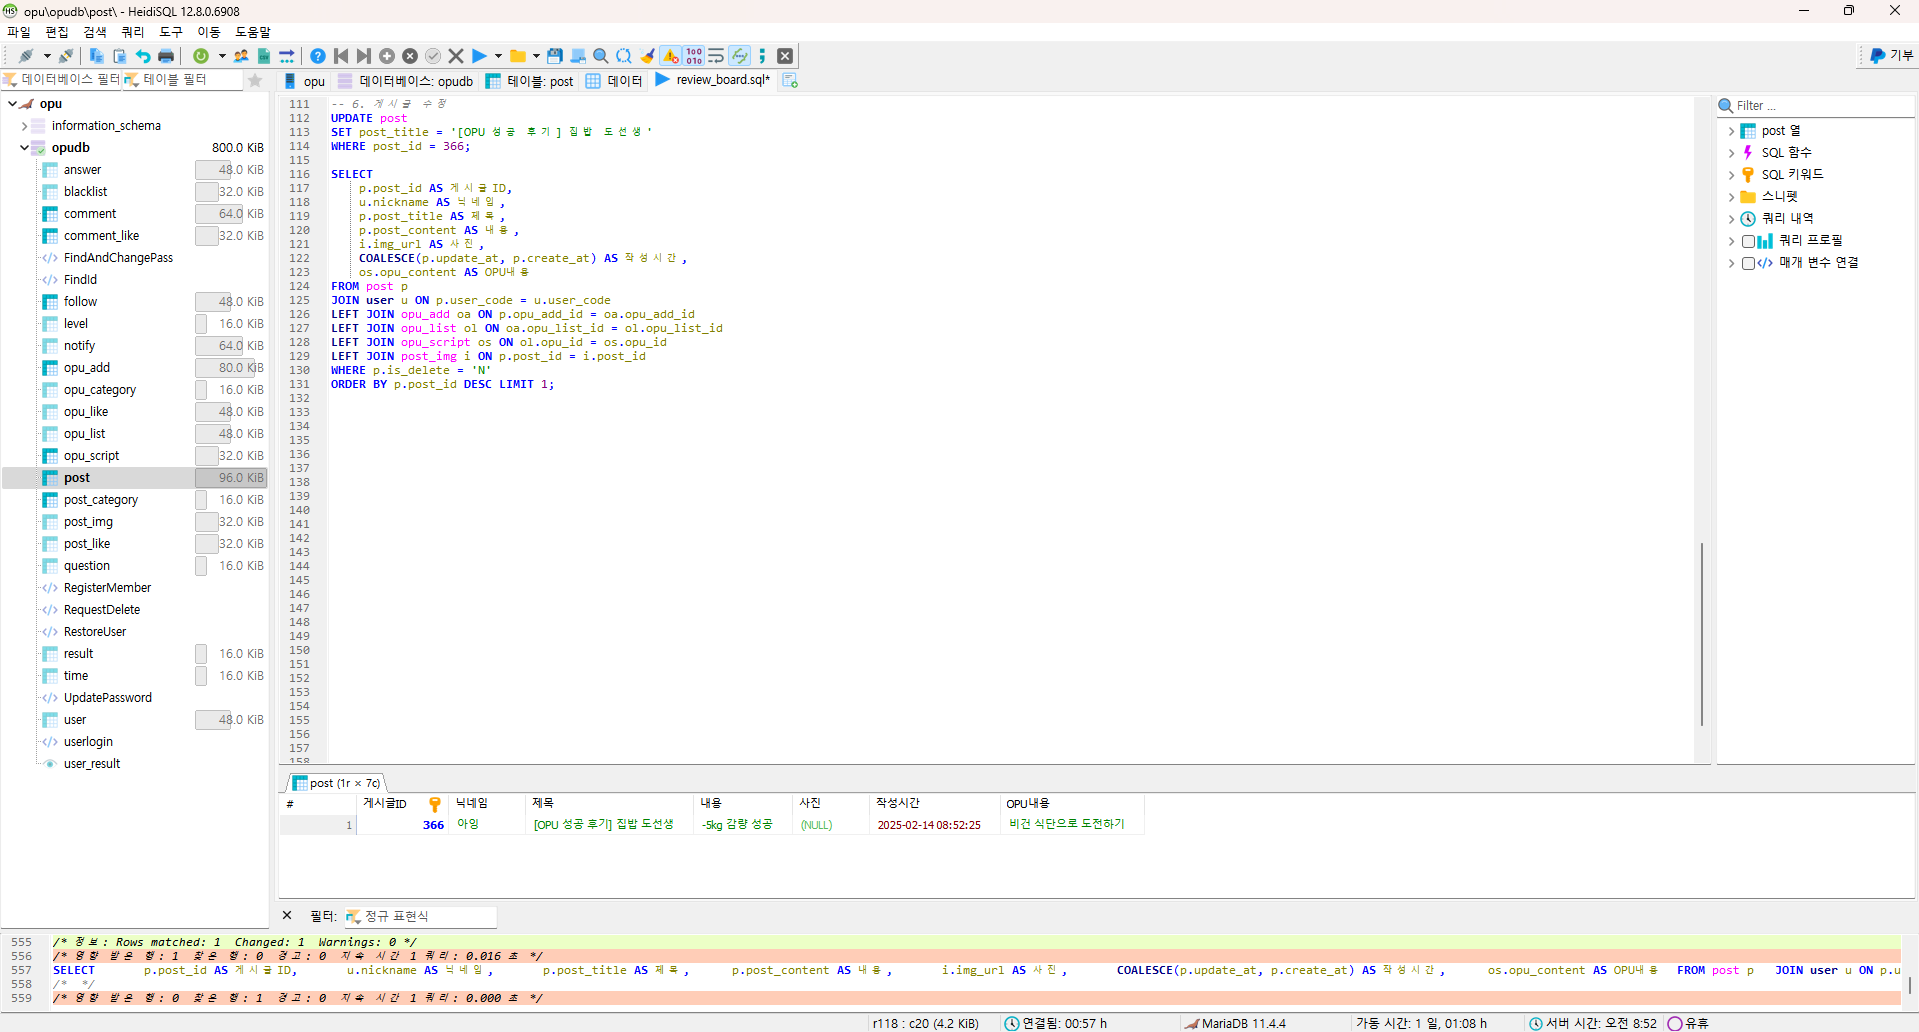 opu\opudb\post\ - HeidiSQL 12.8.0.6908
파일 편집 검색 쿼리 도구 이동 도움말
기부
데이터베이스 필터 테이블 필터
opu 데이터베이스: opudb 테이블: post 데이터 review_board.sql*
opu
information_schema
opudb 800.0 KiB
answer 48.0 KiB
blacklist 32.0 KiB
comment 64.0 KiB
comment_like 32.0 KiB
FindAndChangePass
FindId
follow 48.0 KiB
level 16.0 KiB
notify 64.0 KiB
opu_add 80.0 KiB
opu_category 16.0 KiB
opu_like 48.0 KiB
opu_list 48.0 KiB
opu_script 32.0 KiB
post 96.0 KiB
post_category 16.0 KiB
post_img 32.0 KiB
post_like 32.0 KiB
question 16.0 KiB
RegisterMember
RequestDelete
RestoreUser
result 16.0 KiB
time 16.0 KiB
UpdatePassword
user 48.0 KiB
userlogin
user_result
111 -- 6. 게시글 수정
112 UPDATE post
113 SET post_title = '[OPU 성공 후기] 집밥 도선생'
114 WHERE post_id = 366;
115
116 SELECT
117 p.post_id AS 게시글ID,
118 u.nickname AS 닉네임,
119 p.post_title AS 제목,
120 p.post_content AS 내용,
121 i.img_url AS 사진,
122 COALESCE(p.update_at, p.create_at) AS 작성시간,
123 os.opu_content AS OPU내용
124 FROM post p
125 JOIN user u ON p.user_code = u.user_code
126 LEFT JOIN opu_add oa ON p.opu_add_id = oa.opu_add_id
127 LEFT JOIN opu_list ol ON oa.opu_list_id = ol.opu_list_id
128 LEFT JOIN opu_script os ON ol.opu_id = os.opu_id
129 LEFT JOIN post_img i ON p.post_id = i.post_id
130 WHERE p.is_delete = 'N'
131 ORDER BY p.post_id DESC LIMIT 1;
132
133
134
135
136
137
138
139
140
141
142
143
144
145
146
147
148
149
150
151
152
153
154
155
156
157
158
Filter ...
post 열
SQL 함수
SQL 키워드
스니펫
쿼리 내역
쿼리 프로필
매개 변수 연결
post (1r × 7c)
# 게시글ID 닉네임 제목 내용 사진 작성시간 OPU내용
1 366 아잉 [OPU 성공 후기] 집밥 도선생 -5kg 감량 성공 (NULL) 2025-02-14 08:52:25 비건 식단으로 도전하기
필터: 정규 표현식
555 /* 정보: Rows matched: 1 Changed: 1 Warnings: 0 */
556 /* 영향 받은 행: 1 찾은 행: 0 경고: 0 지속 시간 1 쿼리: 0.016 초 */
557 SELECT p.post_id AS 게시글ID, u.nickname AS 닉네임, p.post_title AS 제목, p.post_content AS 내용, i.img_url AS 사진, COALESCE(p.update_at, p.create_at) AS 작성시간, os.opu_content AS OPU내용 FROM post p JOIN user u ON p.u
558 /* */
559 /* 영향 받은 행: 0 찾은 행: 1 경고: 0 지속 시간 1 쿼리: 0.000 초 */
r118 : c20 (4.2 KiB) 연결됨: 00:57 h MariaDB 11.4.4 가동 시간: 1 일, 01:08 h 서버 시간: 오전 8:52 유휴